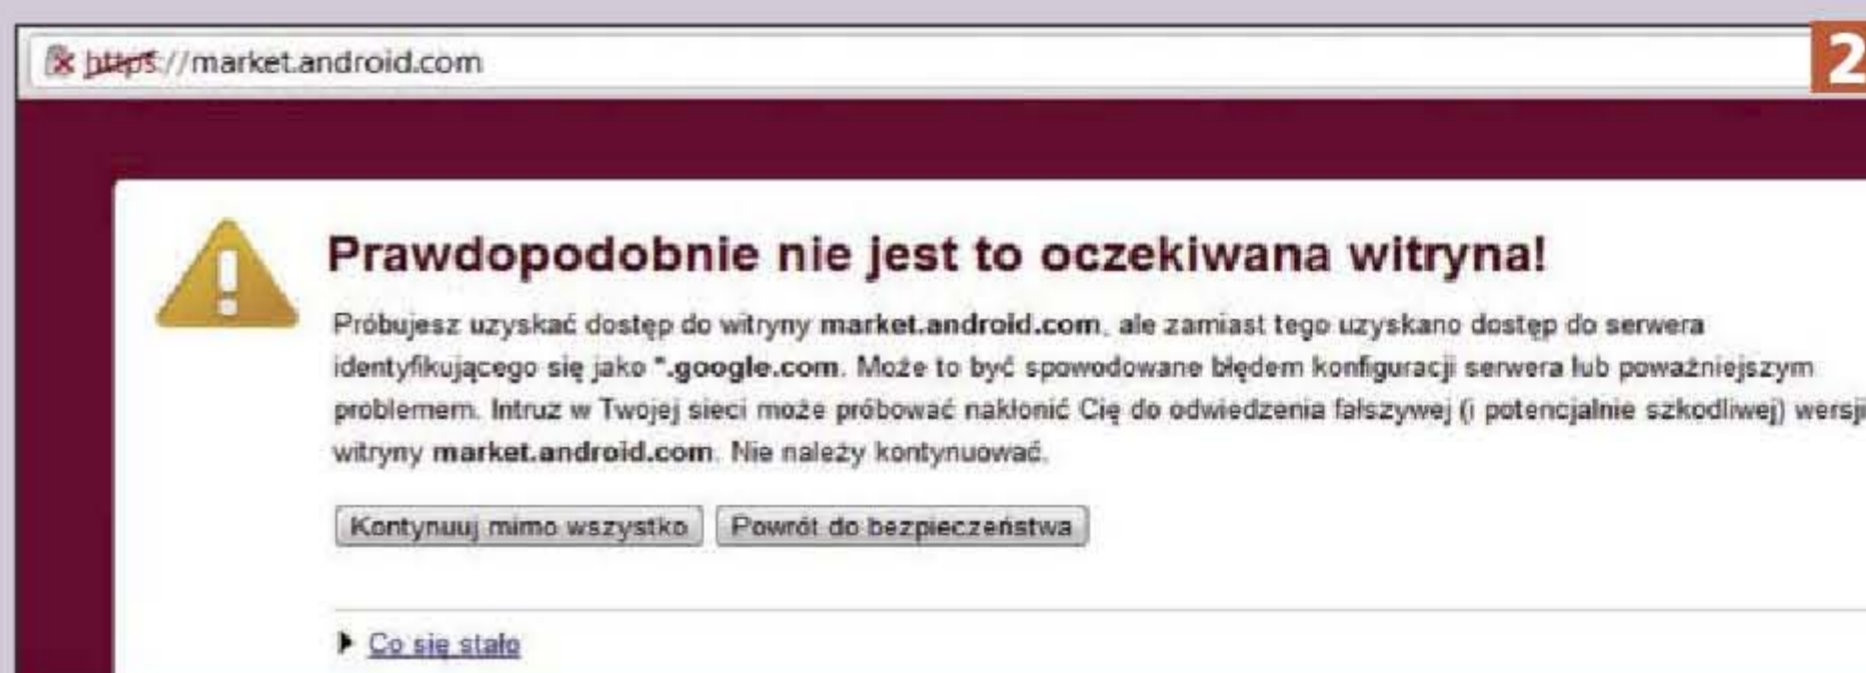 https://market.android.com
2
Prawdopodobnie nie jest to oczekiwana witryna!
Próbujesz uzyskać dostęp do witryny market.android.com, ale zamiast tego uzyskano dostęp do serwera
identyfikującego się jako *.google.com. Może to być spowodowane błędem konfiguracji serwera lub poważniejszym
problemem. Intruz w Twojej sieci może próbować nakłonić Cię do odwiedzenia fałszywej (i potencjalnie szkodliwej) wersji
witryny market.android.com. Nie należy kontynuować.
Kontynuuj mimo wszystko Powrót do bezpieczeństwa
Co się stało